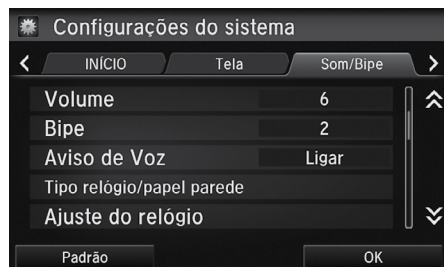 Configurações do sistema
INÍCIO Tela Som/Bipe
Volume 6
Bipe 2
Aviso de Voz Ligar
Tipo relógio/papel parede
Ajuste do relógio
Padrão OK